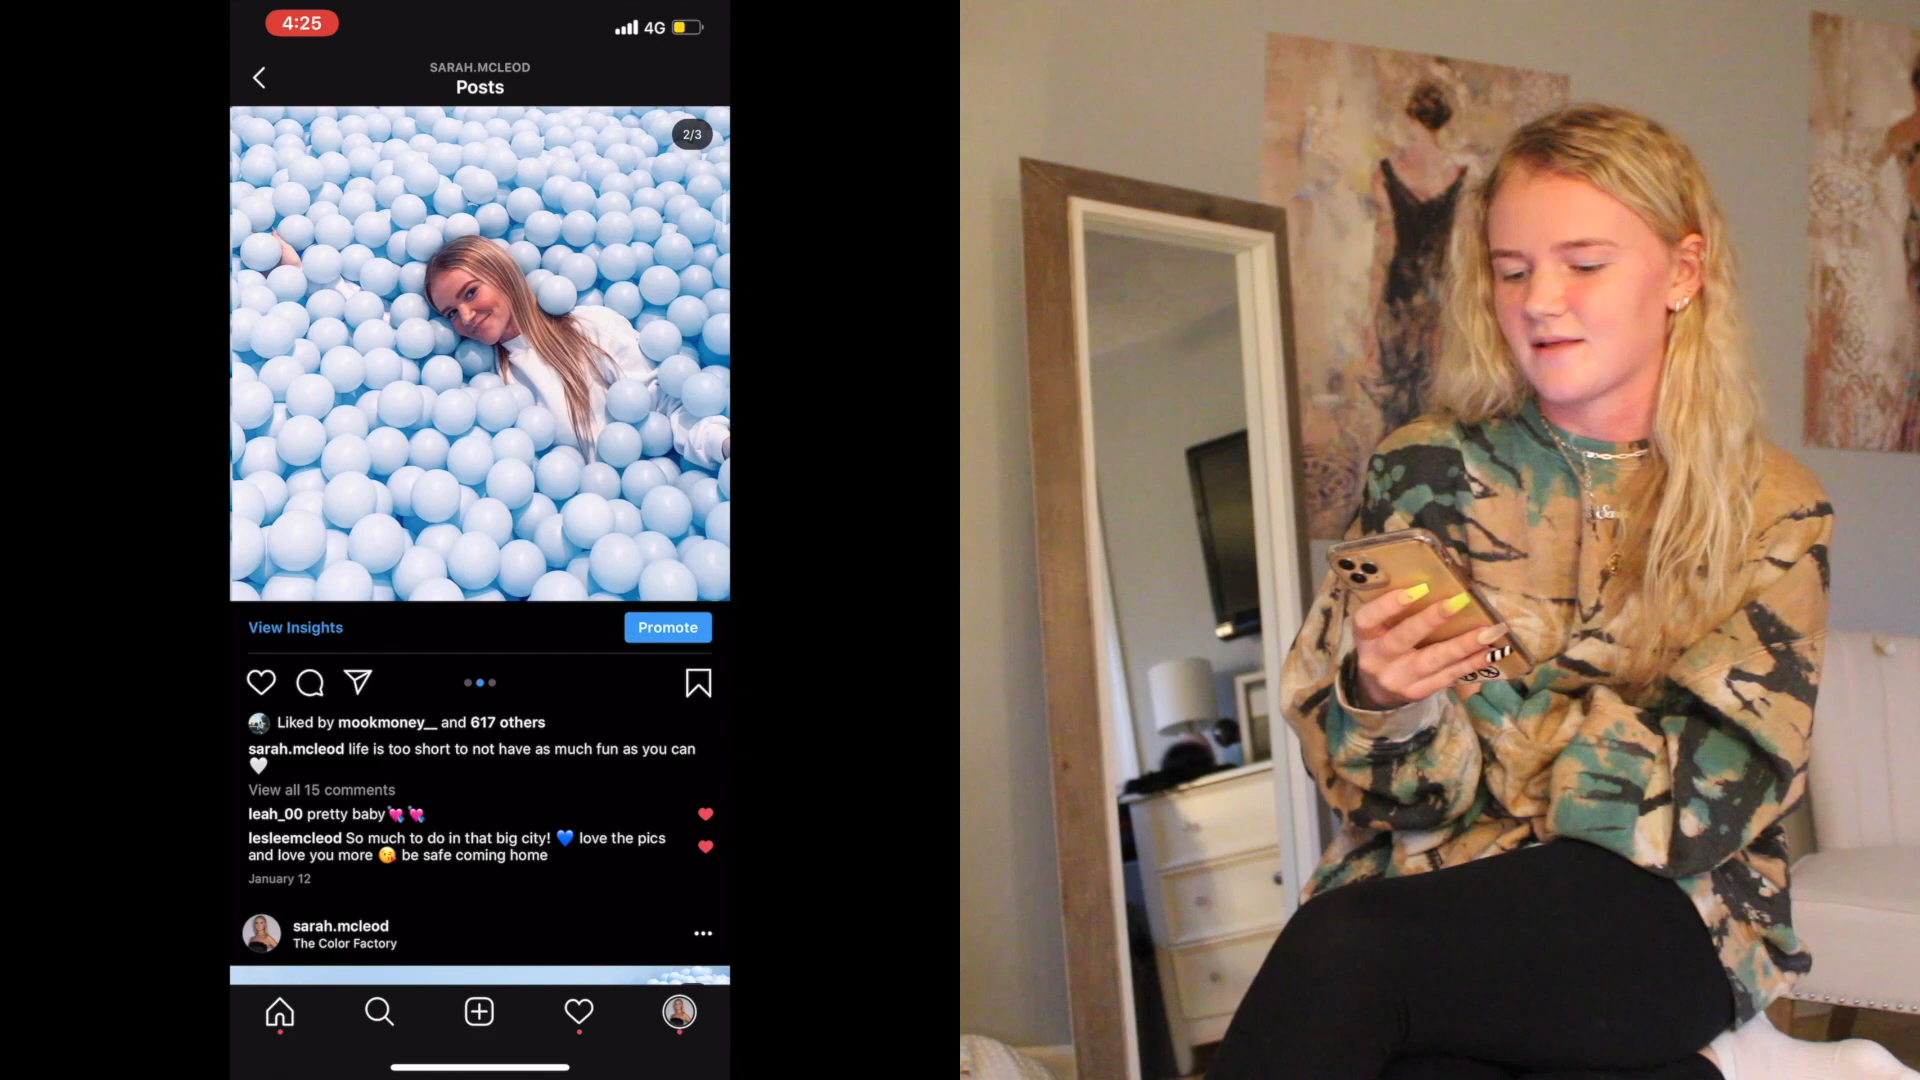 4:25
4G
SARAH.MCLEOD
Posts
2/3
View Insights
Promote
Liked by mookmoney__ and 617 others
sarah.mcleod life is too short to not have as much fun as you can
🤍
View all 15 comments
leah_00 pretty baby💘💘
lesleemcleod So much to do in that big city! 💙 love the pics
and love you more 😘 be safe coming home
January 12
sarah.mcleod
The Color Factory